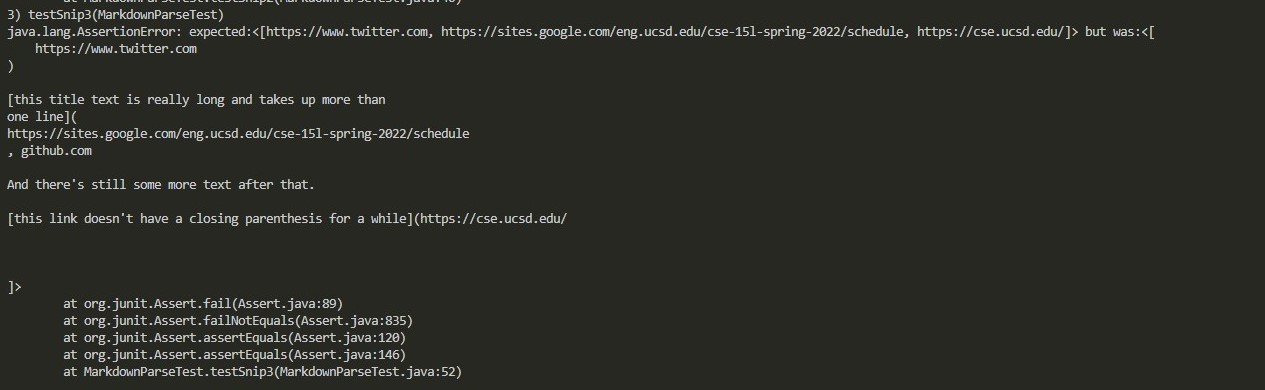 at MarkdownParseTest.testSnip2(MarkdownParseTest.java:46)
3) testSnip3(MarkdownParseTest)
java.lang.AssertionError: expected:<[https://www.twitter.com, https://sites.google.com/eng.ucsd.edu/cse-15l-spring-2022/schedule, https://cse.ucsd.edu/]> but was:<[
https://www.twitter.com
)
[this title text is really long and takes up more than
one line](
https://sites.google.com/eng.ucsd.edu/cse-15l-spring-2022/schedule
, github.com
And there's still some more text after that.
[this link doesn't have a closing parenthesis for a while](https://cse.ucsd.edu/
]>
at org.junit.Assert.fail(Assert.java:89)
at org.junit.Assert.failNotEquals(Assert.java:835)
at org.junit.Assert.assertEquals(Assert.java:120)
at org.junit.Assert.assertEquals(Assert.java:146)
at MarkdownParseTest.testSnip3(MarkdownParseTest.java:52)